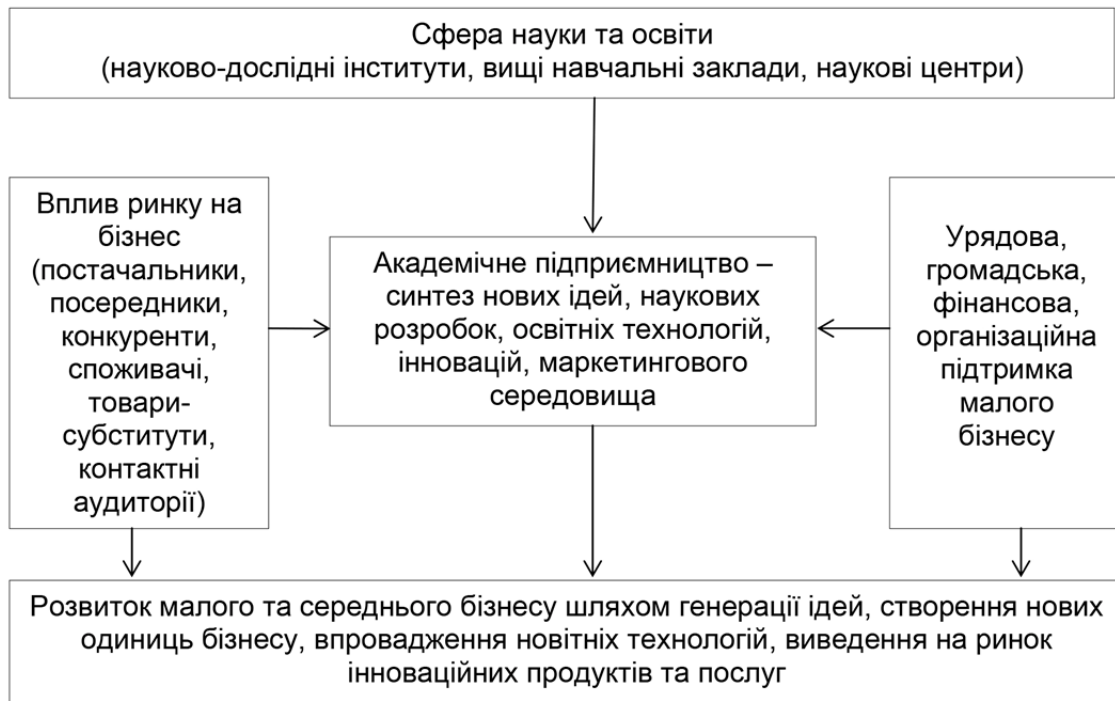 Сфера науки та освіти
(науково-дослідні інститути, вищі навчальні заклади, наукові центри)
Вплив ринку на
бізнес
(постачальники,
посередники,
конкуренти,
споживачі,
товари-
субститути,
контактні
аудиторії)
Академічне підприємництво –
синтез нових ідей, наукових
розробок, освітніх технологій,
інновацій, маркетингового
середовища
Урядова,
громадська,
фінансова,
організаційна
підтримка
малого
бізнесу
Розвиток малого та середнього бізнесу шляхом генерації ідей, створення нових
одиниць бізнесу, впровадження новітніх технологій, виведення на ринок
інноваційних продуктів та послуг